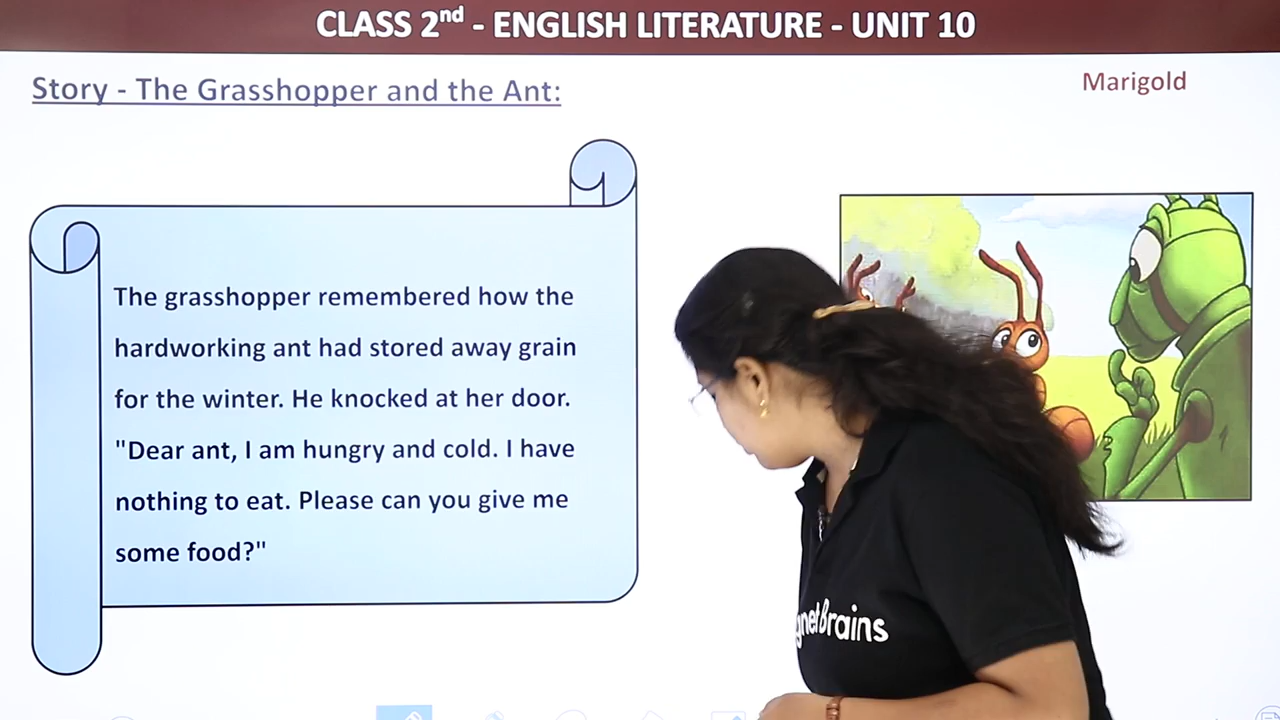 CLASS 2nd - ENGLISH LITERATURE - UNIT 10
Story - The Grasshopper and the Ant:
Marigold
The grasshopper remembered how the
hardworking ant had stored away grain
for the winter. He knocked at her door.
"Dear ant, I am hungry and cold. I have
nothing to eat. Please can you give me
some food?"
gnetBrains